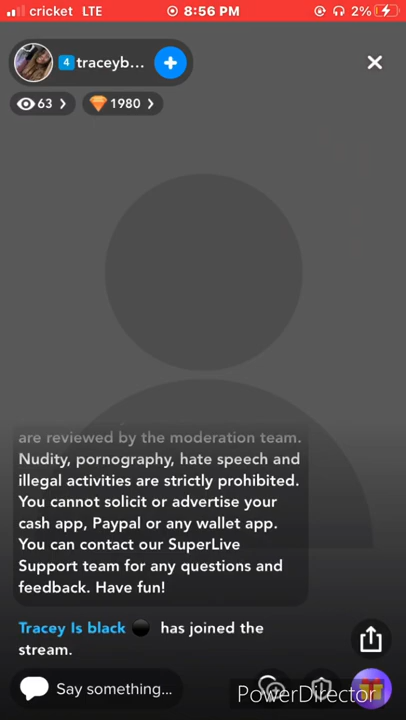 cricket LTE 8:56 PM 2%
4 traceyb...
63 1980
are reviewed by the moderation team.
Nudity, pornography, hate speech and
illegal activities are strictly prohibited.
You cannot solicit or advertise your
cash app, Paypal or any wallet app.
You can contact our SuperLive
Support team for any questions and
feedback. Have fun!
Tracey Is black has joined the
stream.
Say something...
PowerDirector